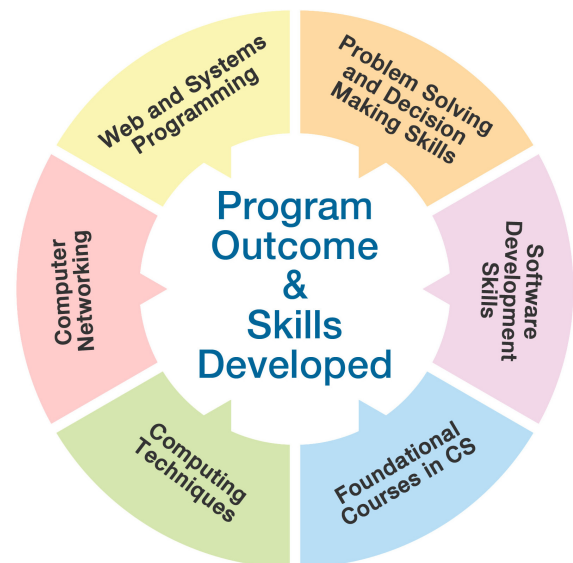 Program
Outcome
&
Skills
Developed
Problem Solving
and Decision
Making Skills
Software
Development
Skills
Foundational
Courses in CS
Computing
Techniques
Computer
Networking
Web and Systems
Programming